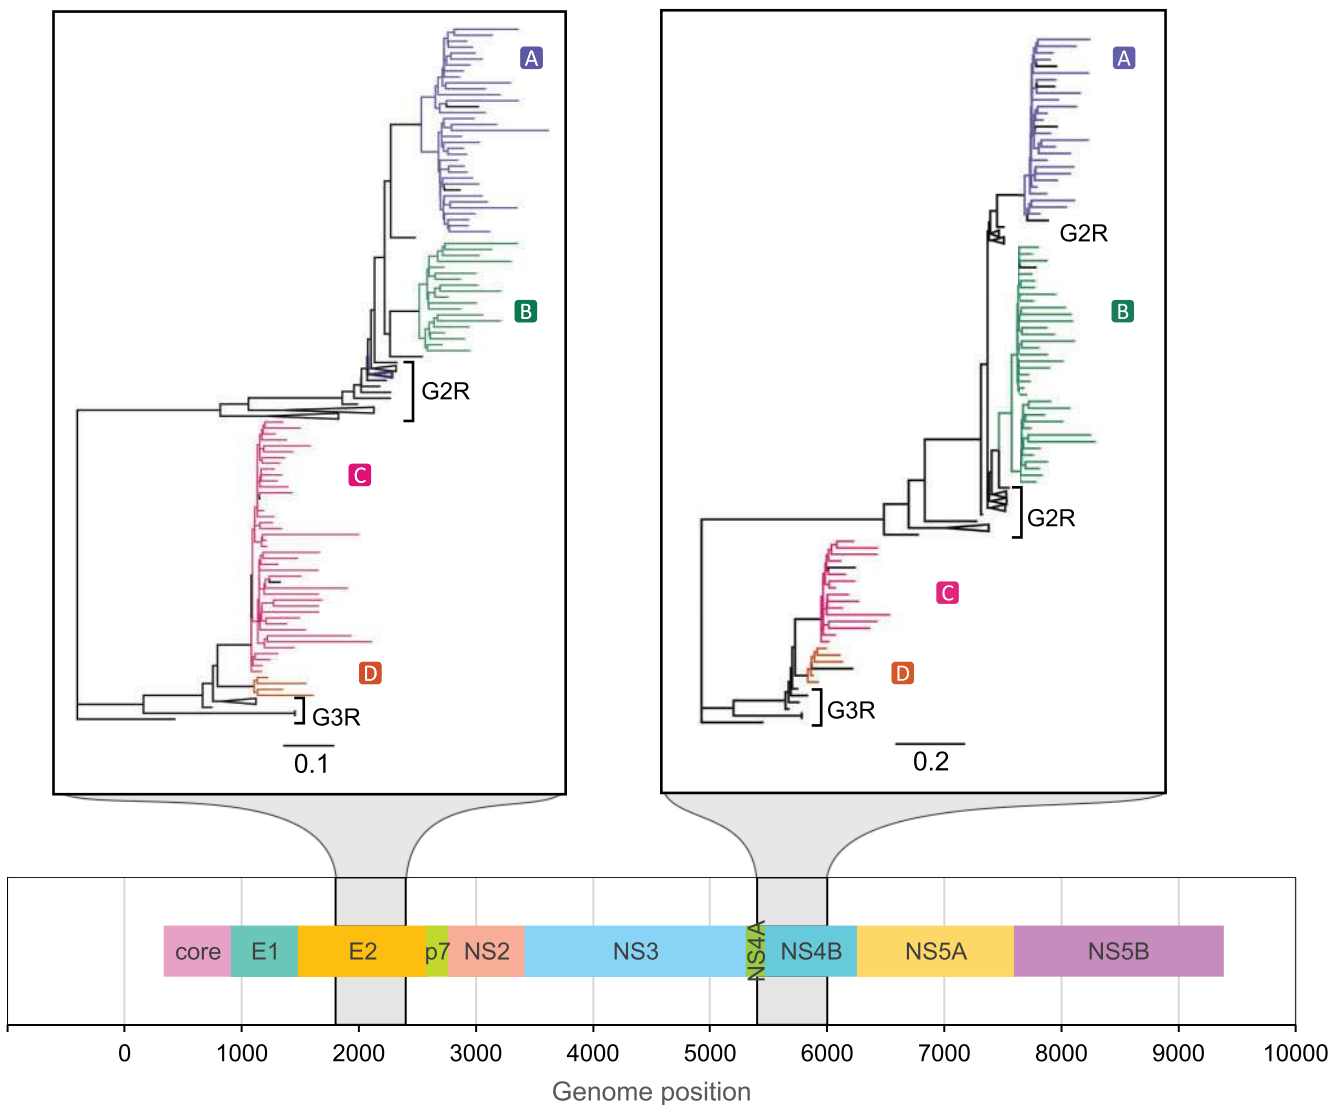 A
B
G2R
C
D
G3R
0.1
A
G2R
B
G2R
C
D
G3R
0.2
core E1 E2 p7 NS2 NS3 NS4A NS4B NS5A NS5B
0 1000 2000 3000 4000 5000 6000 7000 8000 9000 10000
Genome position